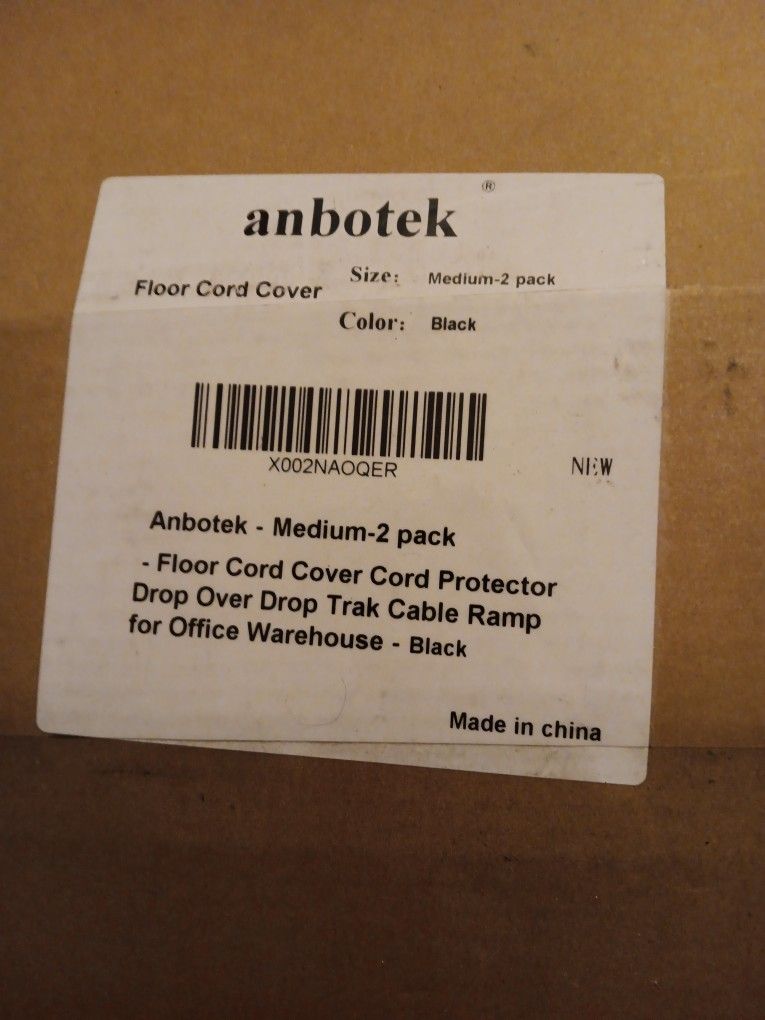 anbotek ®
Floor Cord Cover Size: Medium-2 pack
Color: Black
X002NAOQER
NEW
Anbotek - Medium-2 pack
- Floor Cord Cover Cord Protector
Drop Over Drop Trak Cable Ramp
for Office Warehouse - Black
Made in china